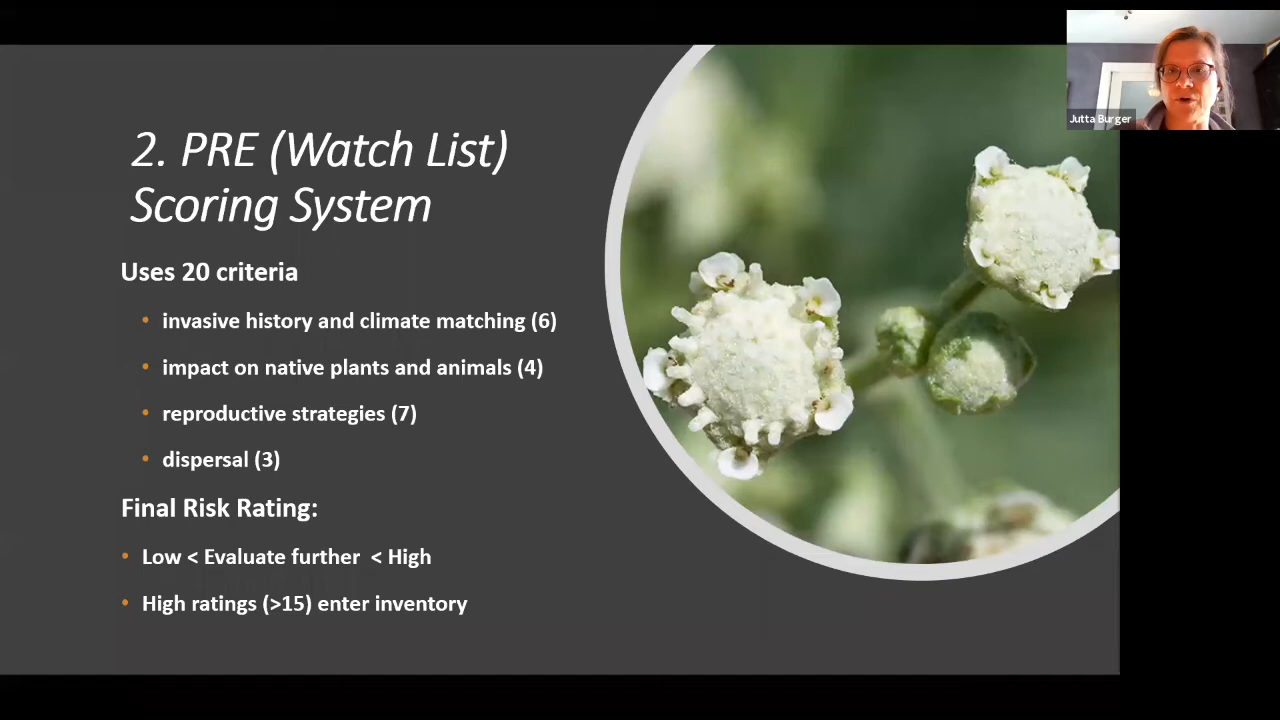 Jutta Burger
2. PRE (Watch List)
Scoring System
Uses 20 criteria
• invasive history and climate matching (6)
• impact on native plants and animals (4)
• reproductive strategies (7)
• dispersal (3)
Final Risk Rating:
• Low < Evaluate further < High
• High ratings (>15) enter inventory